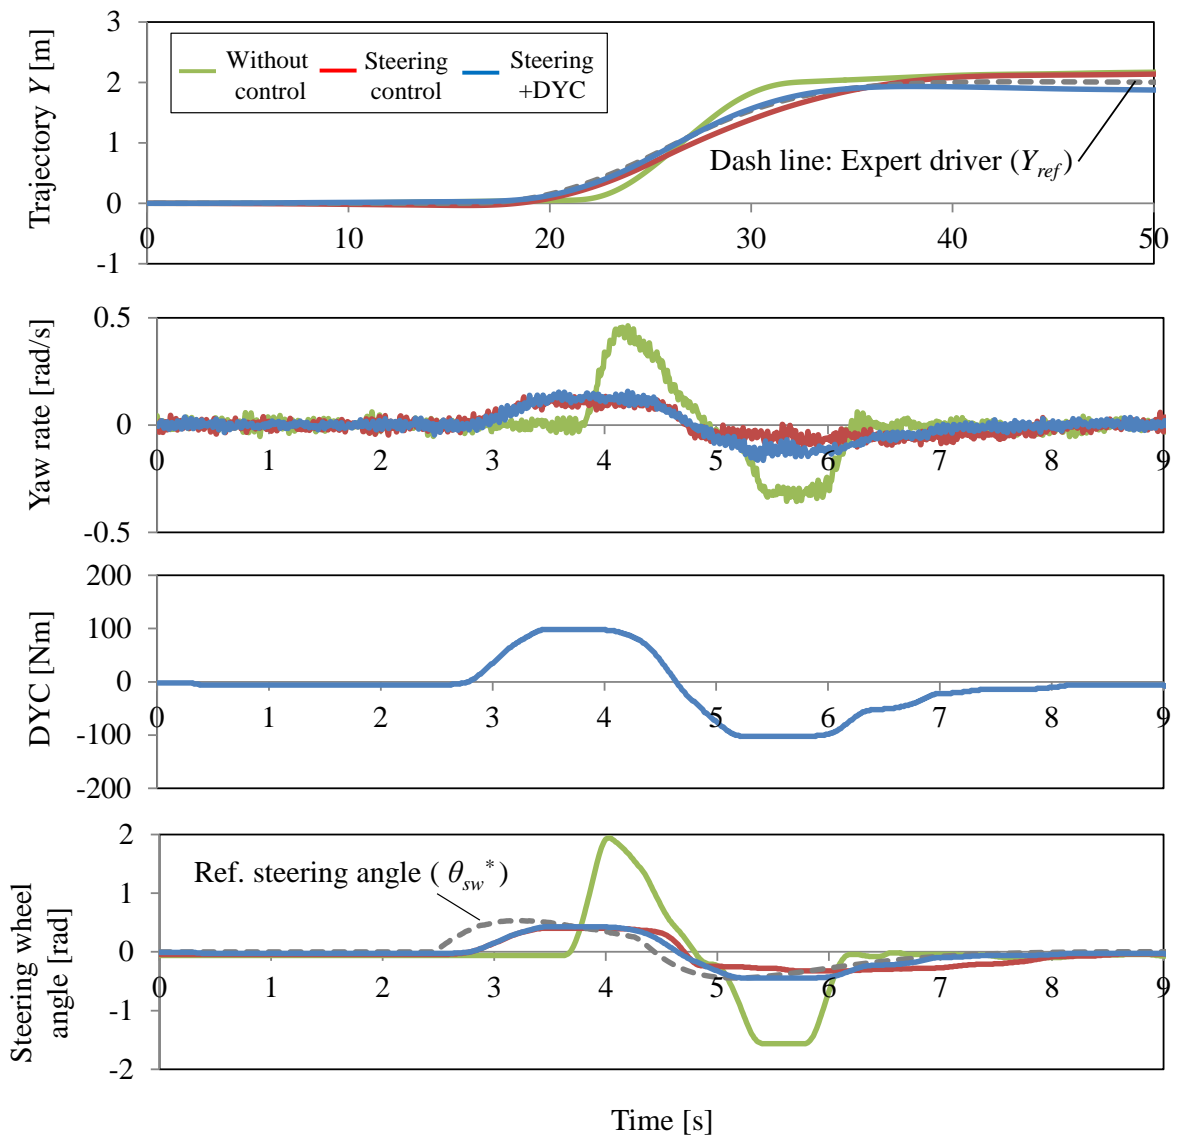 3
2
1
0
-1
Trajectory Y [m]
Without control
Steering control
Steering +DYC
Dash line: Expert driver (Y_ref)
0 10 20 30 40 50
0.5
0
-0.5
Yaw rate [rad/s]
0 1 2 3 4 5 6 7 8 9
200
100
0
-100
-200
DYC [Nm]
0 1 2 3 4 5 6 7 8 9
2
1
0
-1
-2
Steering wheel
angle [rad]
Ref. steering angle ( θ_sw*)
0 1 2 3 4 5 6 7 8 9
Time [s]